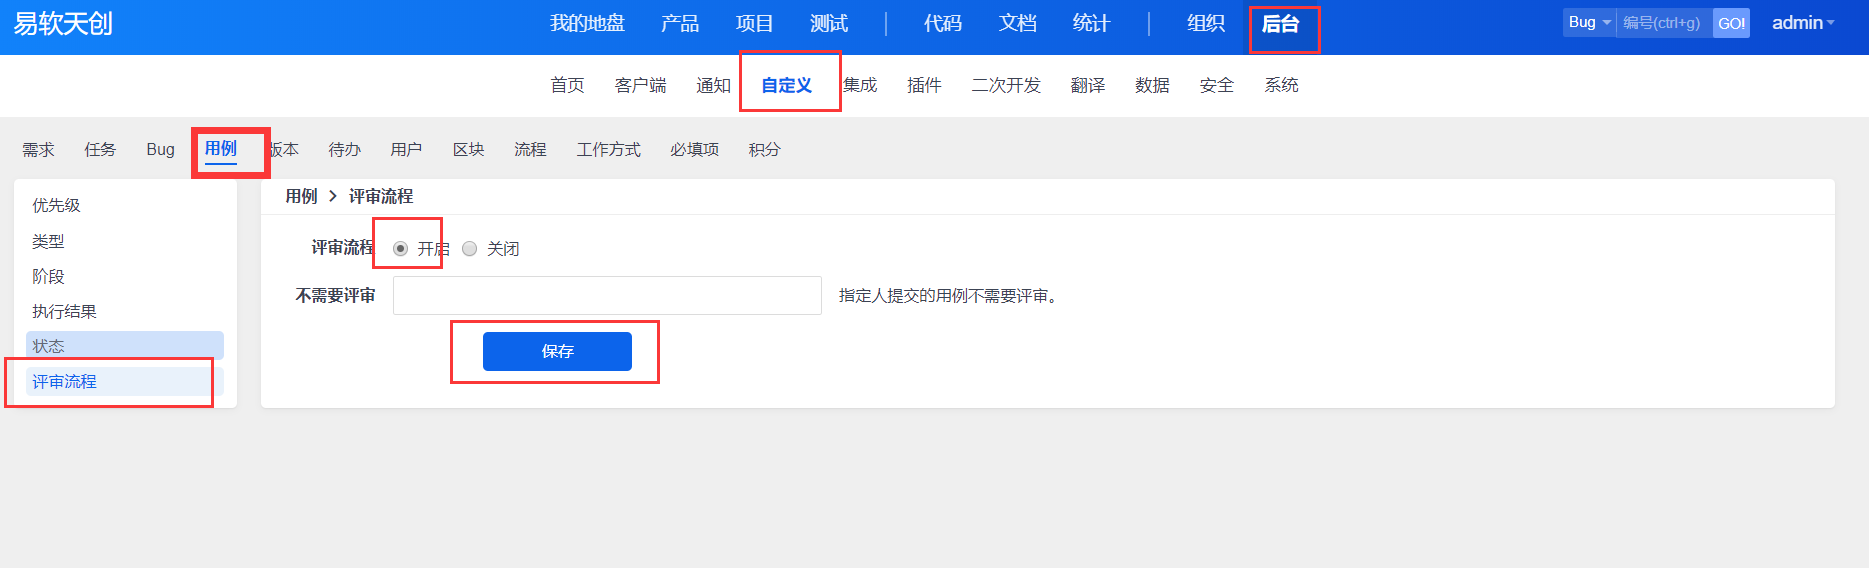 易软天创 我的地盘 产品 项目 测试 代码 文档 统计 组织 后台 Bug 编号(ctrl+g) GO! admin
首页 客户端 通知 自定义 集成 插件 二次开发 翻译 数据 安全 系统
需求 任务 Bug 用例 版本 待办 用户 区块 流程 工作方式 必填项 积分
优先级
类型
阶段
执行结果
状态
评审流程
用例 > 评审流程
评审流程 开启 关闭
不需要评审 指定人提交的用例不需要评审。
保存